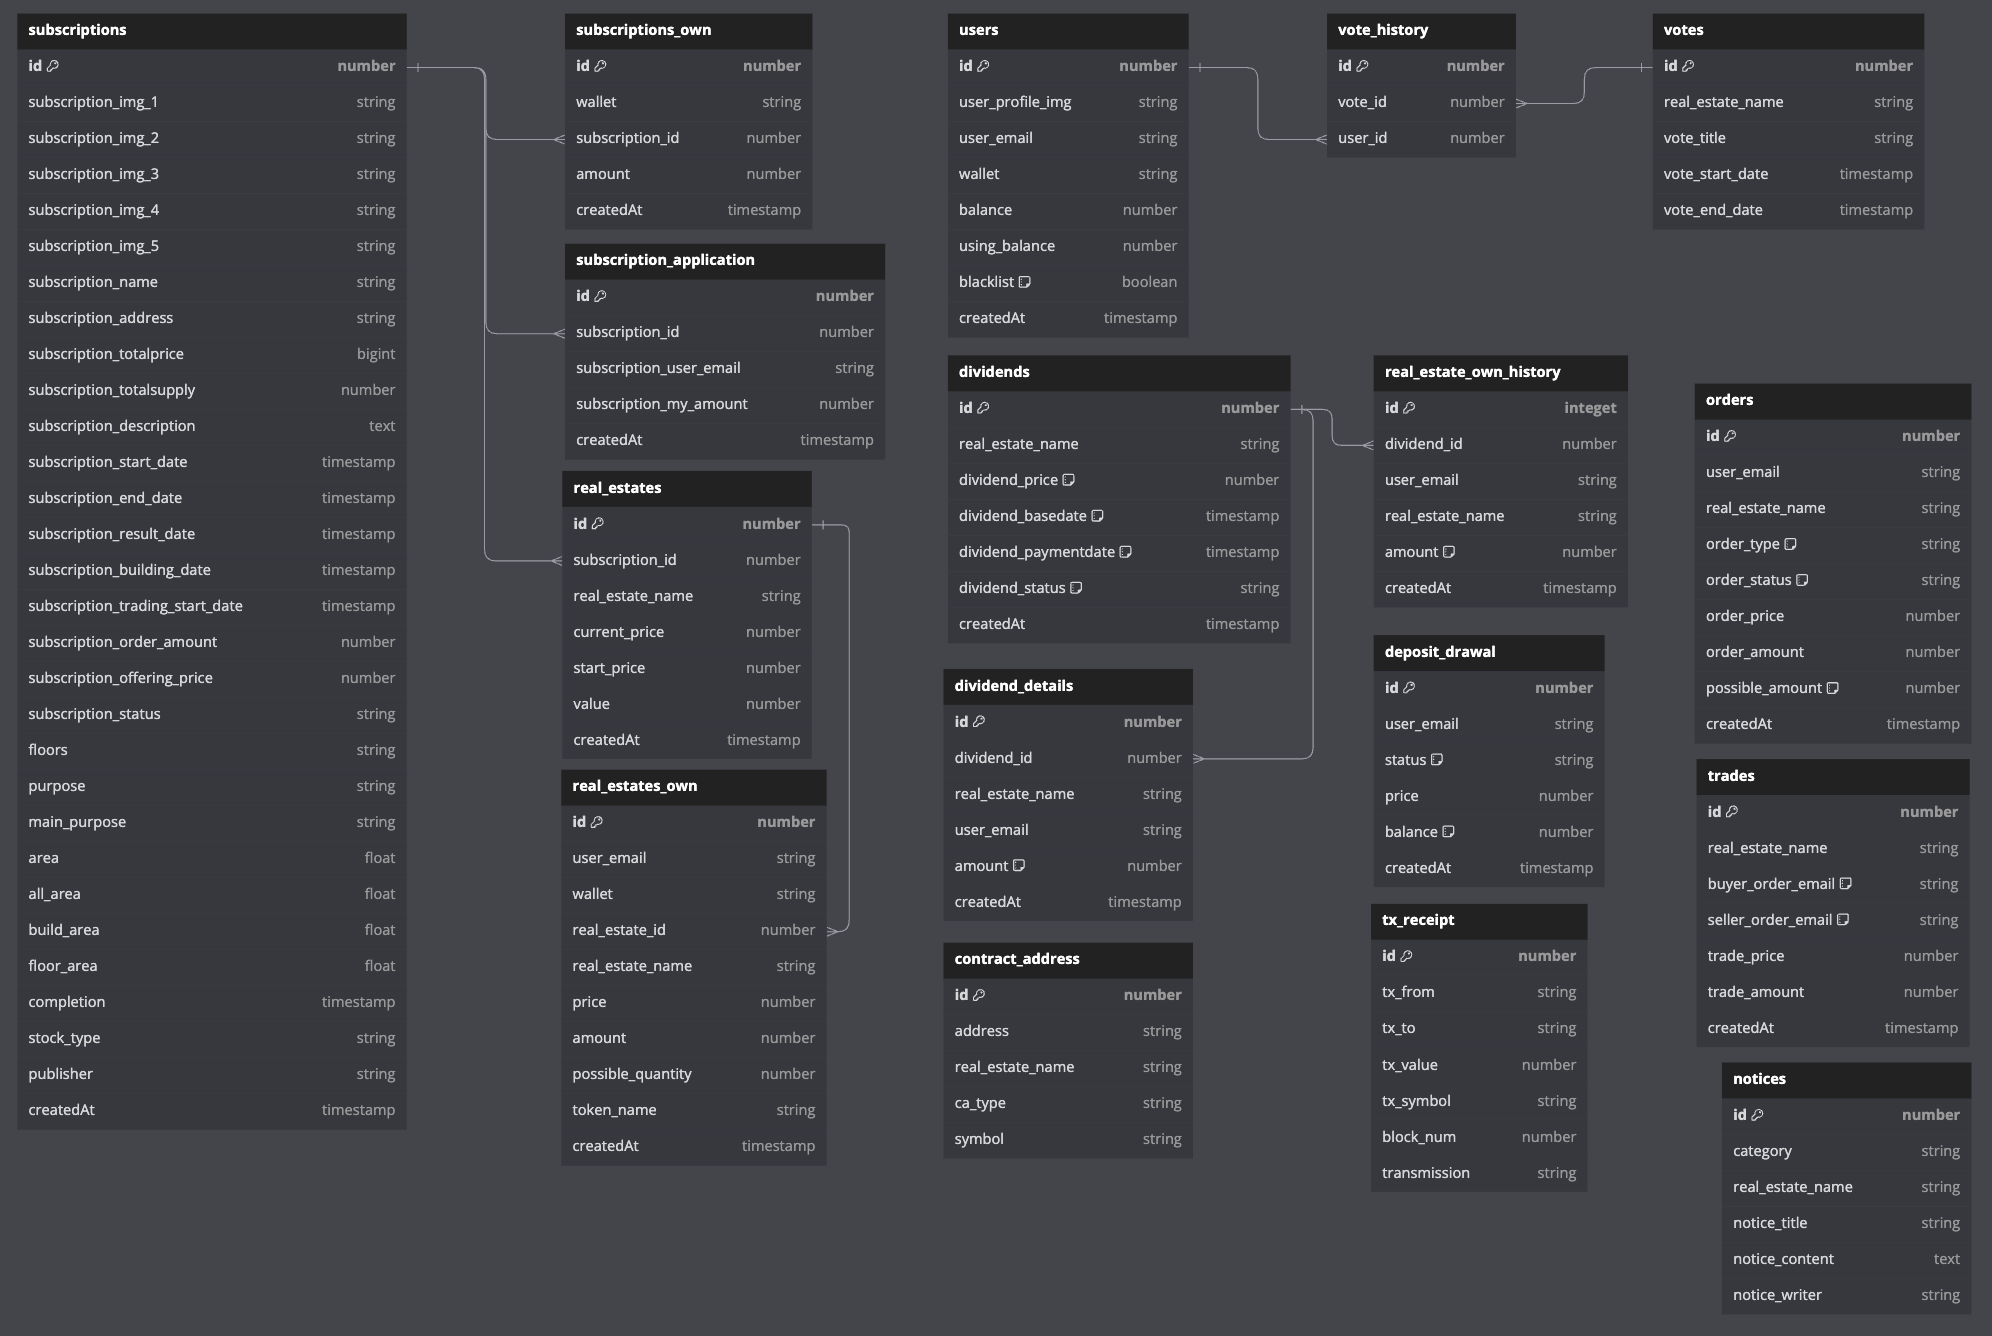 subscriptions
id number
subscription_img_1 string
subscription_img_2 string
subscription_img_3 string
subscription_img_4 string
subscription_img_5 string
subscription_name string
subscription_address string
subscription_totalprice bigint
subscription_totalsupply number
subscription_description text
subscription_start_date timestamp
subscription_end_date timestamp
subscription_result_date timestamp
subscription_building_date timestamp
subscription_trading_start_date timestamp
subscription_order_amount number
subscription_offering_price number
subscription_status string
floors string
purpose string
main_purpose string
area float
all_area float
build_area float
floor_area float
completion timestamp
stock_type string
publisher string
createdAt timestamp
subscriptions_own
id number
wallet string
subscription_id number
amount number
createdAt timestamp
subscription_application
id number
subscription_id number
subscription_user_email string
subscription_my_amount number
createdAt timestamp
real_estates
id number
subscription_id number
real_estate_name string
current_price number
start_price number
value number
createdAt timestamp
real_estates_own
id number
user_email string
wallet string
real_estate_id number
real_estate_name string
price number
amount number
possible_quantity number
token_name string
createdAt timestamp
users
id number
user_profile_img string
user_email string
wallet string
balance number
using_balance number
blacklist boolean
createdAt timestamp
dividends
id number
real_estate_name string
dividend_price number
dividend_basedate timestamp
dividend_paymentdate timestamp
dividend_status string
createdAt timestamp
dividend_details
id number
dividend_id number
real_estate_name string
user_email string
amount number
createdAt timestamp
contract_address
id number
address string
real_estate_name string
ca_type string
symbol string
vote_history
id number
vote_id number
user_id number
real_estate_own_history
id integet
dividend_id number
user_email string
real_estate_name string
amount number
createdAt timestamp
deposit_drawal
id number
user_email string
status string
price number
balance number
createdAt timestamp
tx_receipt
id number
tx_from string
tx_to string
tx_value number
tx_symbol string
block_num number
transmission string
votes
id number
real_estate_name string
vote_title string
vote_start_date timestamp
vote_end_date timestamp
orders
id number
user_email string
real_estate_name string
order_type string
order_status string
order_price number
order_amount number
possible_amount number
createdAt timestamp
trades
id number
real_estate_name string
buyer_order_email string
seller_order_email string
trade_price number
trade_amount number
createdAt timestamp
notices
id number
category string
real_estate_name string
notice_title string
notice_content text
notice_writer string